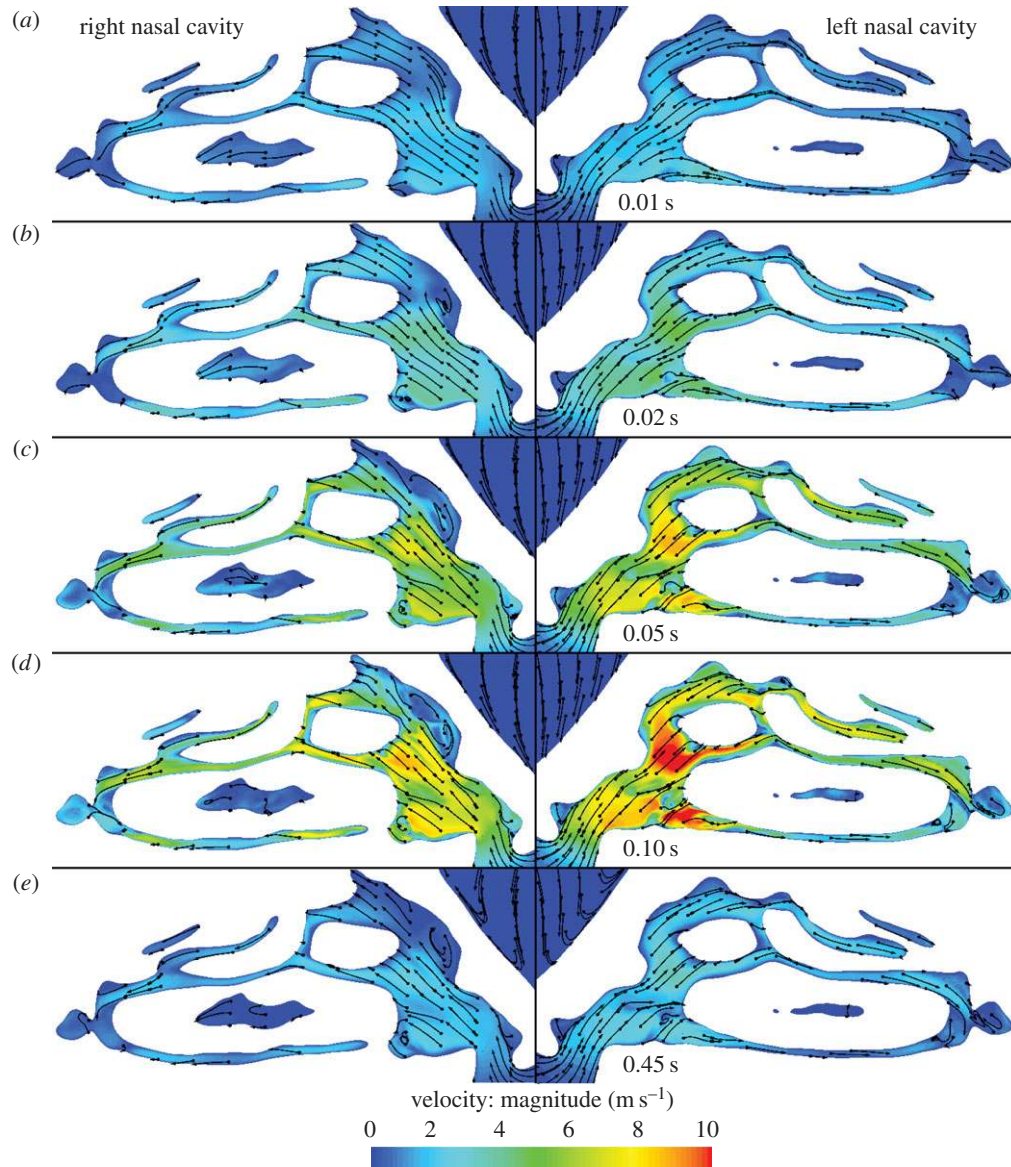 (a) right nasal cavity left nasal cavity
0.01 s
(b)
0.02 s
(c)
0.05 s
(d)
0.10 s
(e)
0.45 s
velocity: magnitude (m s⁻¹)
0 2 4 6 8 10